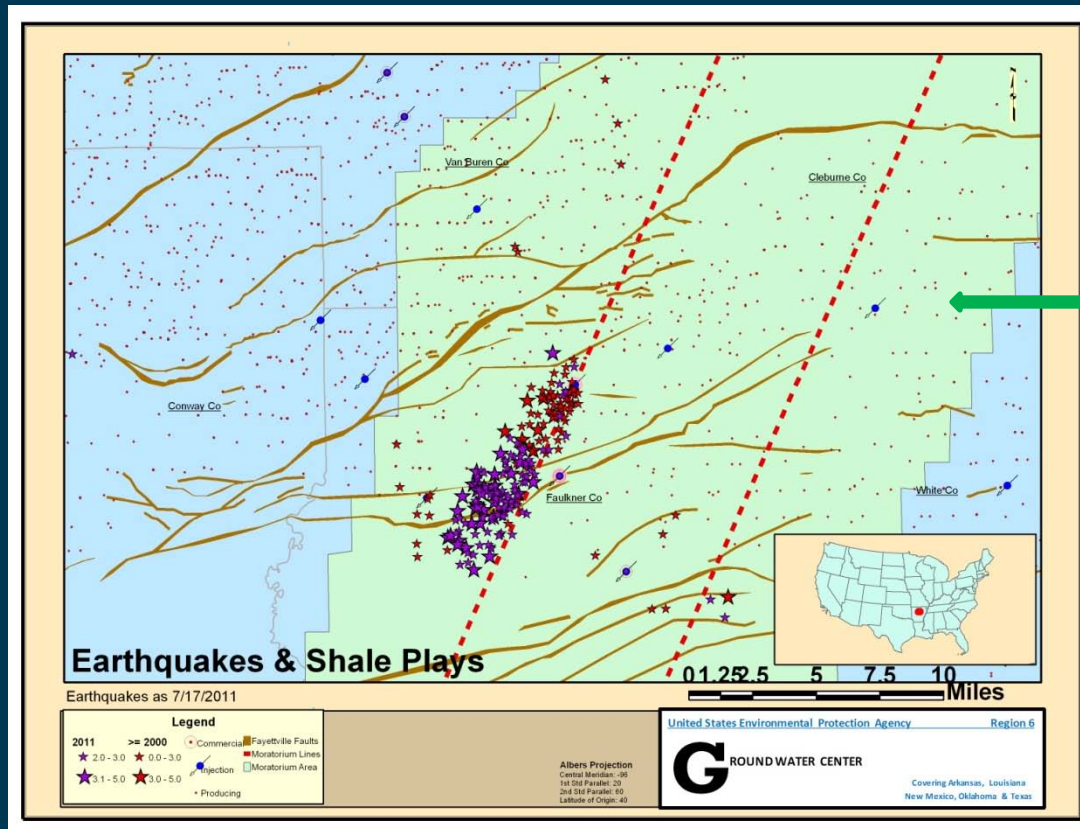 Van Buren Co
Cleburne Co
Conway Co
Faulkner Co
White Co
Earthquakes & Shale Plays
Earthquakes as 7/17/2011
0 1.25 2.5 5 7.5 10
Miles
Legend
2011 >= 2000
2.0 - 3.0
0.0 - 3.0
3.1 - 5.0
3.0 - 5.0
Commercial
Injection
Producing
Fayettville Faults
Moratorium Lines
Moratorium Area
Albers Projection
Central Meridian: -96
1st Std Parallel: 20
2nd Std Parallel: 60
Latitude of Origin: 40
United States Environmental Protection Agency Region 6
GROUND WATER CENTER
Covering Arkansas, Louisiana
New Mexico, Oklahoma & Texas